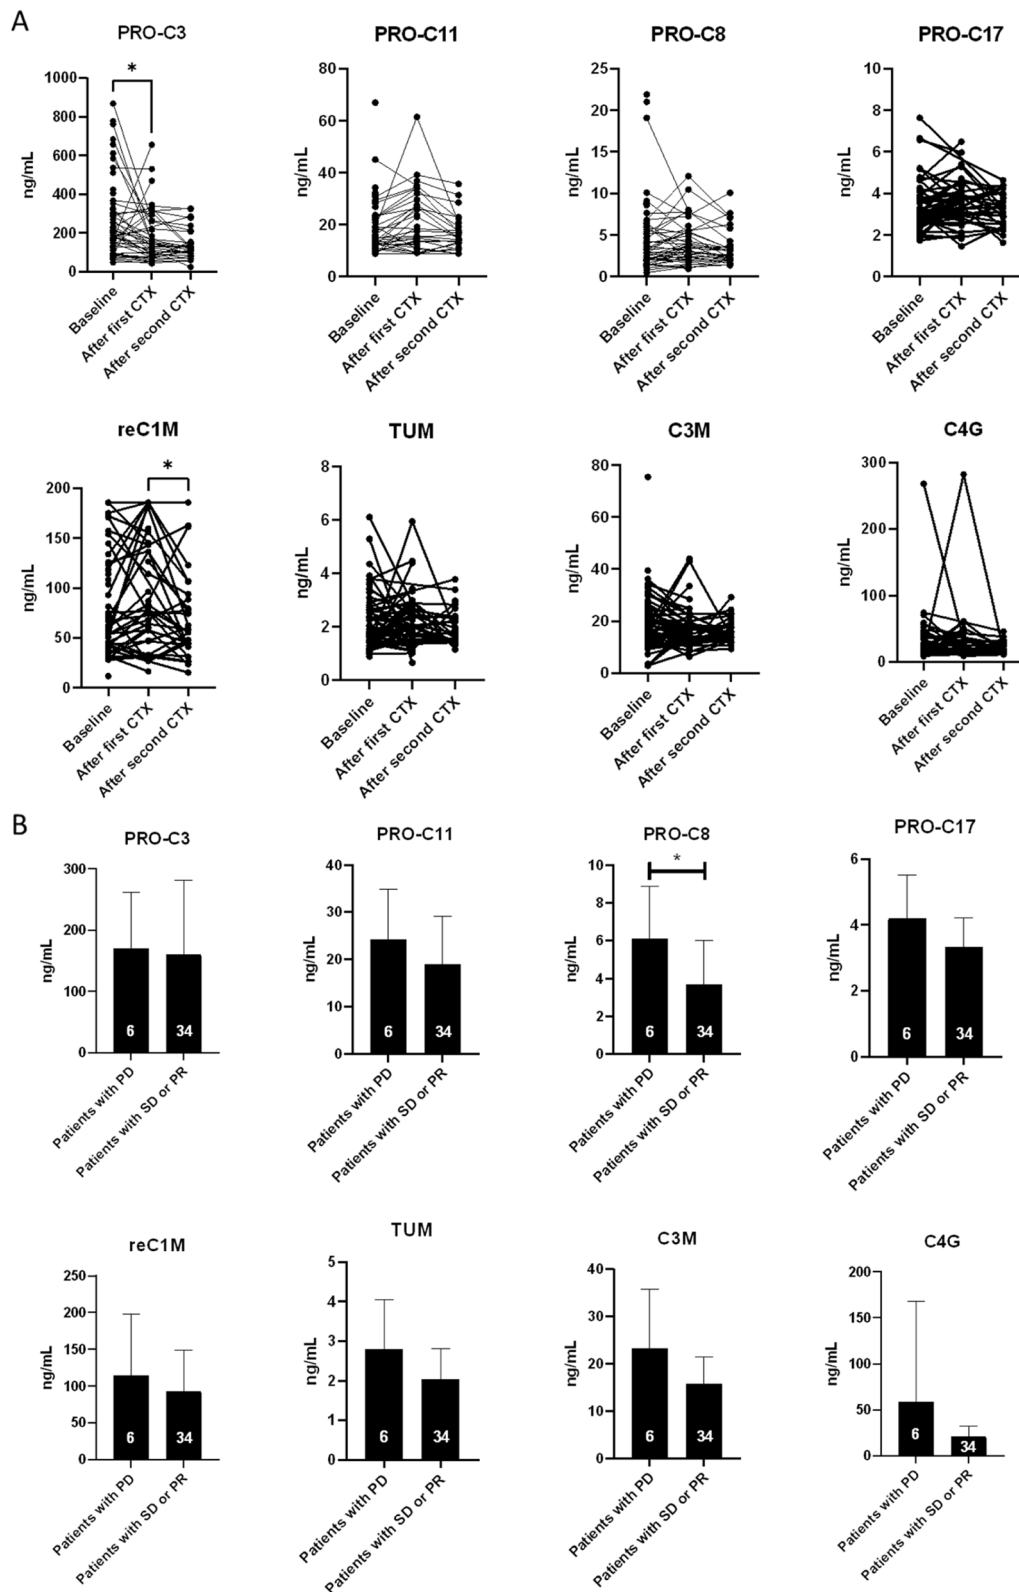 A
PRO-C3
PRO-C11
PRO-C8
PRO-C17
*
1000
800
600
400
200
0
ng/mL
Baseline
After first CTX
After second CTX
80
60
40
20
0
ng/mL
Baseline
After first CTX
After second CTX
25
20
15
10
5
0
ng/mL
Baseline
After first CTX
After second CTX
10
8
6
4
2
0
ng/mL
Baseline
After first CTX
After second CTX
reC1M
TUM
C3M
C4G
*
200
150
100
50
0
ng/mL
Baseline
After first CTX
After second CTX
8
6
4
2
0
ng/mL
Baseline
After first CTX
After second CTX
80
60
40
20
0
ng/mL
Baseline
After first CTX
After second CTX
300
200
100
0
ng/mL
Baseline
After first CTX
After second CTX
B
PRO-C3
PRO-C11
PRO-C8
PRO-C17
300
200
100
0
ng/mL
6
34
Patients with PD
Patients with SD or PR
40
30
20
10
0
ng/mL
6
34
Patients with PD
Patients with SD or PR
*
10
8
6
4
2
0
ng/mL
6
34
Patients with PD
Patients with SD or PR
6
4
2
0
ng/mL
6
34
Patients with PD
Patients with SD or PR
reC1M
TUM
C3M
C4G
250
200
150
100
50
0
ng/mL
6
34
Patients with PD
Patients with SD or PR
5
4
3
2
1
0
ng/mL
6
34
Patients with PD
Patients with SD or PR
40
30
20
10
0
ng/mL
6
34
Patients with PD
Patients with SD or PR
200
150
100
50
0
ng/mL
6
34
Patients with PD
Patients with SD or PR